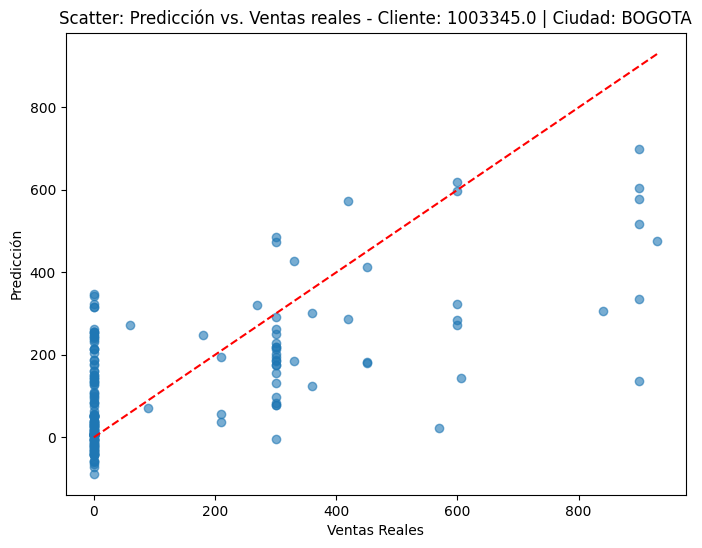 Scatter: Predicción vs. Ventas reales - Cliente: 1003345.0 | Ciudad: BOGOTA
Predicción
800
600
400
200
0
0 200 400 600 800
Ventas Reales